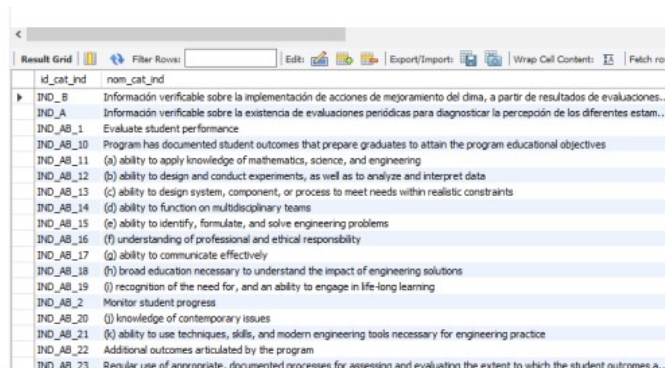 Result Grid Filter Rows: Edit: Export/Import: Wrap Cell Content: Fetch ro
id_cat_ind nom_cat_ind
IND_ B Información verificable sobre la implementación de acciones de mejoramiento del clima, a partir de resultados de evaluaciones...
IND_A Información verificable sobre la existencia de evaluaciones periódicas para diagnosticar la percepción de los diferentes estam...
IND_AB_1 Evaluate student performance
IND_AB_10 Program has documented student outcomes that prepare graduates to attain the program educational objectives
IND_AB_11 (a) ability to apply knowledge of mathematics, science, and engineering
IND_AB_12 (b) ability to design and conduct experiments, as well as to analyze and interpret data
IND_AB_13 (c) ability to design system, component, or process to meet needs within realistic constraints
IND_AB_14 (d) ability to function on multidisciplinary teams
IND_AB_15 (e) ability to identify, formulate, and solve engineering problems
IND_AB_16 (f) understanding of professional and ethical responsibility
IND_AB_17 (g) ability to communicate effectively
IND_AB_18 (h) broad education necessary to understand the impact of engineering solutions
IND_AB_19 (i) recognition of the need for, and an ability to engage in life-long learning
IND_AB_2 Monitor student progress
IND_AB_20 (j) knowledge of contemporary issues
IND_AB_21 (k) ability to use techniques, skills, and modern engineering tools necessary for engineering practice
IND_AB_22 Additional outcomes articulated by the program
IND_AB_23 Regular use of appropriate, documented processes for assessing and evaluating the extent to which the student outcomes a...